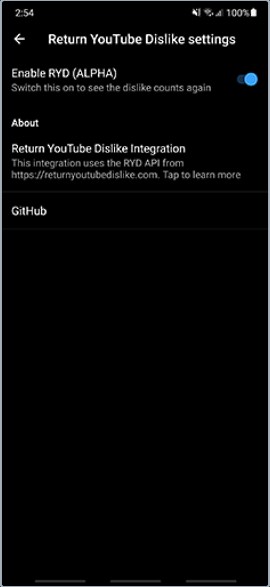 2:54 100%
Return YouTube Dislike settings
Enable RYD (ALPHA)
Switch this on to see the dislike counts again
About
Return YouTube Dislike Integration
This integration uses the RYD API from
https://returnyoutubedislike.com. Tap to learn more
GitHub